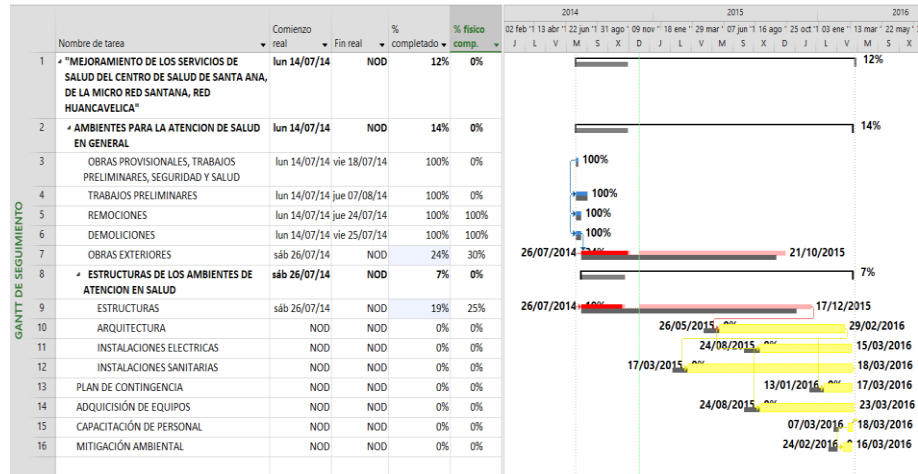 2014 2015 2016
Nombre de tarea Comienzo real Fin real % completado % físico comp.
02 feb '1 13 abr '1 22 jun '1 31 ago ' 09 nov '' 18 ene '' 29 mar ' 07 jun '1 16 ago ' 25 oct '1 03 ene '' 13 mar ' 22 may '
J L V M S X D J L V M S X D J L V M S X
1 "MEJORAMIENTO DE LOS SERVICIOS DE SALUD DEL CENTRO DE SALUD DE SANTA ANA, DE LA MICRO RED SANTANA, RED HUANCAVELICA" lun 14/07/14 NOD 12% 0% 12%
2 AMBIENTES PARA LA ATENCION DE SALUD EN GENERAL lun 14/07/14 NOD 14% 0% 14%
3 OBRAS PROVISIONALES, TRABAJOS PRELIMINARES, SEGURIDAD Y SALUD lun 14/07/14 vie 18/07/14 100% 0% 100%
4 TRABAJOS PRELIMINARES lun 14/07/14 jue 07/08/14 100% 0% 100%
5 REMOCIONES lun 14/07/14 jue 24/07/14 100% 100% 100%
6 DEMOLICIONES lun 14/07/14 vie 25/07/14 100% 100% 100%
7 OBRAS EXTERIORES sáb 26/07/14 NOD 24% 30% 26/07/2014 24% 21/10/2015
8 ESTRUCTURAS DE LOS AMBIENTES DE ATENCION EN SALUD sáb 26/07/14 NOD 7% 0% 7%
9 ESTRUCTURAS sáb 26/07/14 NOD 19% 25% 26/07/2014 19% 17/12/2015
10 ARQUITECTURA NOD NOD 0% 0% 26/05/2015 0% 29/02/2016
11 INSTALACIONES ELECTRICAS NOD NOD 0% 0% 24/08/2015 0% 15/03/2016
12 INSTALACIONES SANITARIAS NOD NOD 0% 0% 17/03/2015 0% 18/03/2016
13 PLAN DE CONTINGENCIA NOD NOD 0% 0% 13/01/2016 0% 17/03/2016
14 ADQUICISIÓN DE EQUIPOS NOD NOD 0% 0% 24/08/2015 0% 23/03/2016
15 CAPACITACIÓN DE PERSONAL NOD NOD 0% 0% 07/03/2016 18/03/2016
16 MITIGACIÓN AMBIENTAL NOD NOD 0% 0% 24/02/2016 16/03/2016
GANTT DE SEGUIMIENTO